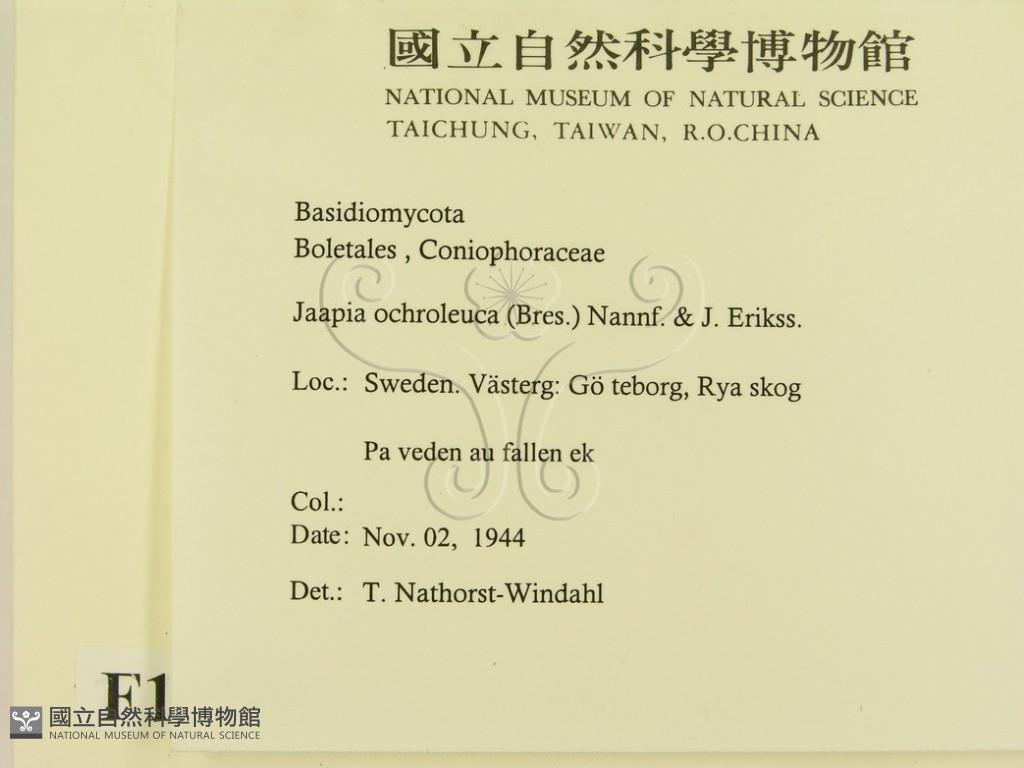 國立自然科學博物館
NATIONAL MUSEUM OF NATURAL SCIENCE
TAICHUNG, TAIWAN, R.O.CHINA
Basidiomycota
Boletales , Coniophoraceae
Jaapia ochroleuca (Bres.) Nannf. & J. Erikss.
Loc.: Sweden. Västerg: Gö teborg, Rya skog
Pa veden au fallen ek
Col.:
Date: Nov. 02, 1944
Det.: T. Nathorst-Windahl
F1
國立自然科學博物館
NATIONAL MUSEUM OF NATURAL SCIENCE